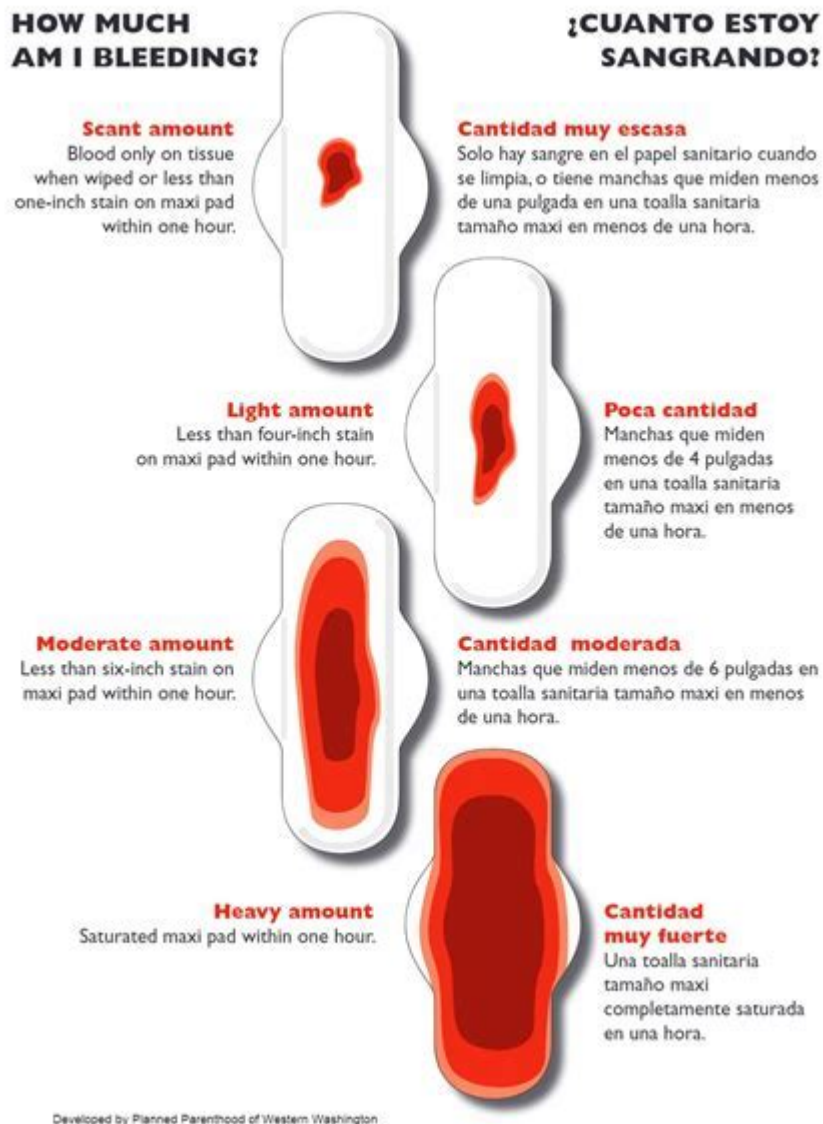 HOW MUCH
AM I BLEEDING?
¿CUANTO ESTOY
SANGRANDO?
Scant amount
Blood only on tissue
when wiped or less than
one-inch stain on maxi pad
within one hour.
Cantidad muy escasa
Solo hay sangre en el papel sanitario cuando
se limpia, o tiene manchas que miden menos
de una pulgada en una toalla sanitaria
tamaño maxi en menos de una hora.
Light amount
Less than four-inch stain
on maxi pad within one hour.
Poca cantidad
Manchas que miden
menos de 4 pulgadas
en una toalla sanitaria
tamaño maxi en menos
de una hora.
Moderate amount
Less than six-inch stain on
maxi pad within one hour.
Cantidad moderada
Manchas que miden menos de 6 pulgadas en
una toalla sanitaria tamaño maxi en menos
de una hora.
Heavy amount
Saturated maxi pad within one hour.
Cantidad
muy fuerte
Una toalla sanitaria
tamaño maxi
completamente saturada
en una hora.
Developed by Planned Parenthood of Western Washington